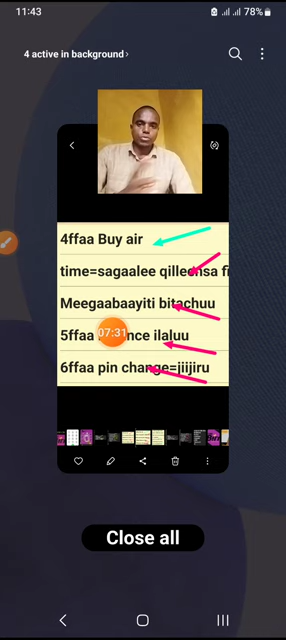 11:43
78%
4 active in background
4ffaa Buy air
time=sagaalee
Meegaabaayiti bitachuu
07:31
5ffaa ilaluu
6ffaa pin change=jiijiru
Close all